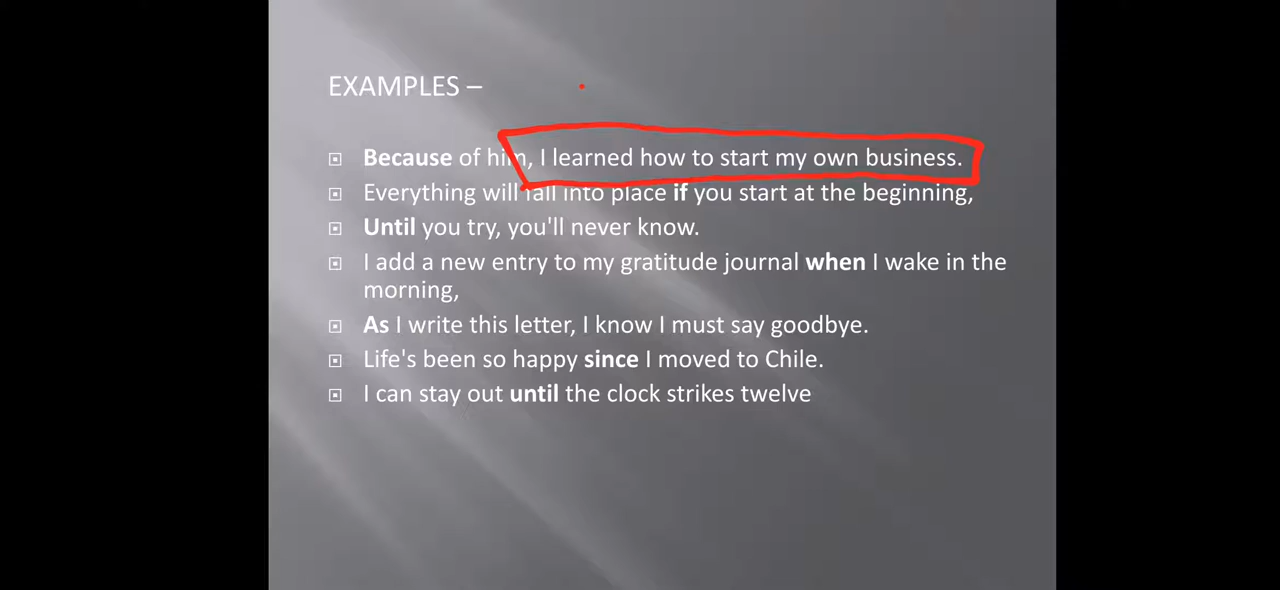 EXAMPLES –
Because of him, I learned how to start my own business.
Everything will fall into place if you start at the beginning,
Until you try, you'll never know.
I add a new entry to my gratitude journal when I wake in the
morning,
As I write this letter, I know I must say goodbye.
Life's been so happy since I moved to Chile.
I can stay out until the clock strikes twelve